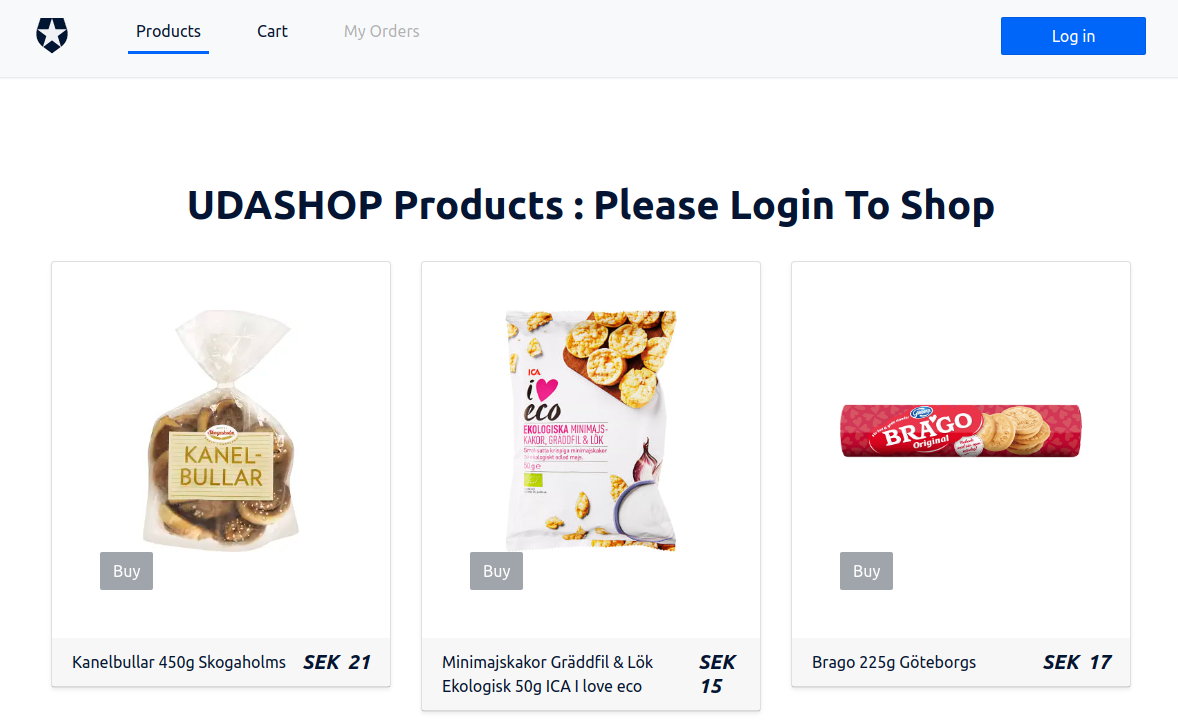 Products Cart My Orders Log in
UDASHOP Products : Please Login To Shop
Skogaholms
KANEL-
BULLAR
ICA
i
eco
EKOLOGISKA MINIMAJS-
KAKOR, GRÄDDFIL & LÖK
50 g e
BRAGO
Original
Buy Buy Buy
Kanelbullar 450g Skogaholms SEK 21
Minimajskakor Gräddfil & Lök
Ekologisk 50g ICA I love eco
SEK
15
Brago 225g Göteborgs SEK 17